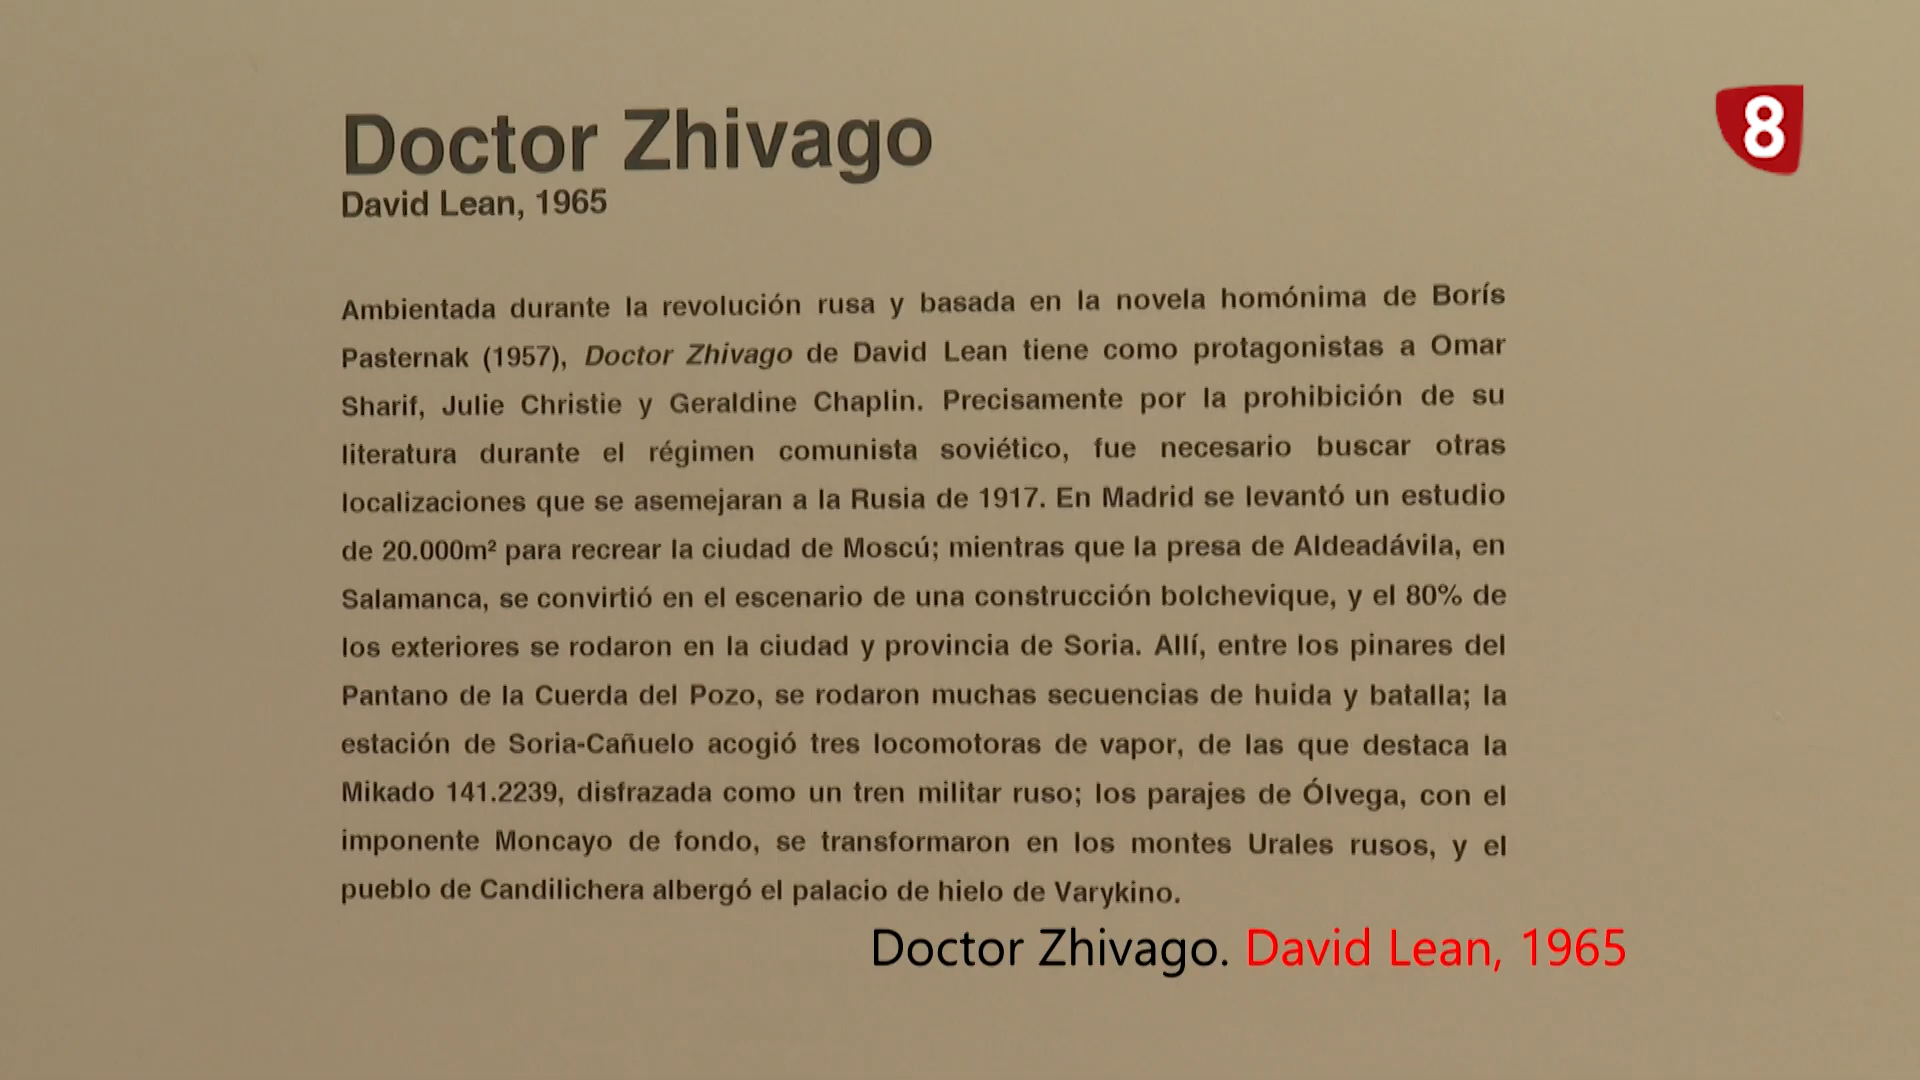 Doctor Zhivago
8
David Lean, 1965
Ambientada durante la revolución rusa y basada en la novela homónima de Borís
Pasternak (1957), Doctor Zhivago de David Lean tiene como protagonistas a Omar
Sharif, Julie Christie y Geraldine Chaplin. Precisamente por la prohibición de su
literatura durante el régimen comunista soviético, fue necesario buscar otras
localizaciones que se asemejaran a la Rusia de 1917. En Madrid se levantó un estudio
de 20.000m² para recrear la ciudad de Moscú; mientras que la presa de Aldeadávila, en
Salamanca, se convirtió en el escenario de una construcción bolchevique, y el 80% de
los exteriores se rodaron en la ciudad y provincia de Soria. Allí, entre los pinares del
Pantano de la Cuerda del Pozo, se rodaron muchas secuencias de huida y batalla; la
estación de Soria-Cañuelo acogió tres locomotoras de vapor, de las que destaca la
Mikado 141.2239, disfrazada como un tren militar ruso; los parajes de Ólvega, con el
imponente Moncayo de fondo, se transformaron en los montes Urales rusos, y el
pueblo de Candilichera albergó el palacio de hielo de Varykino.
Doctor Zhivago. David Lean, 1965